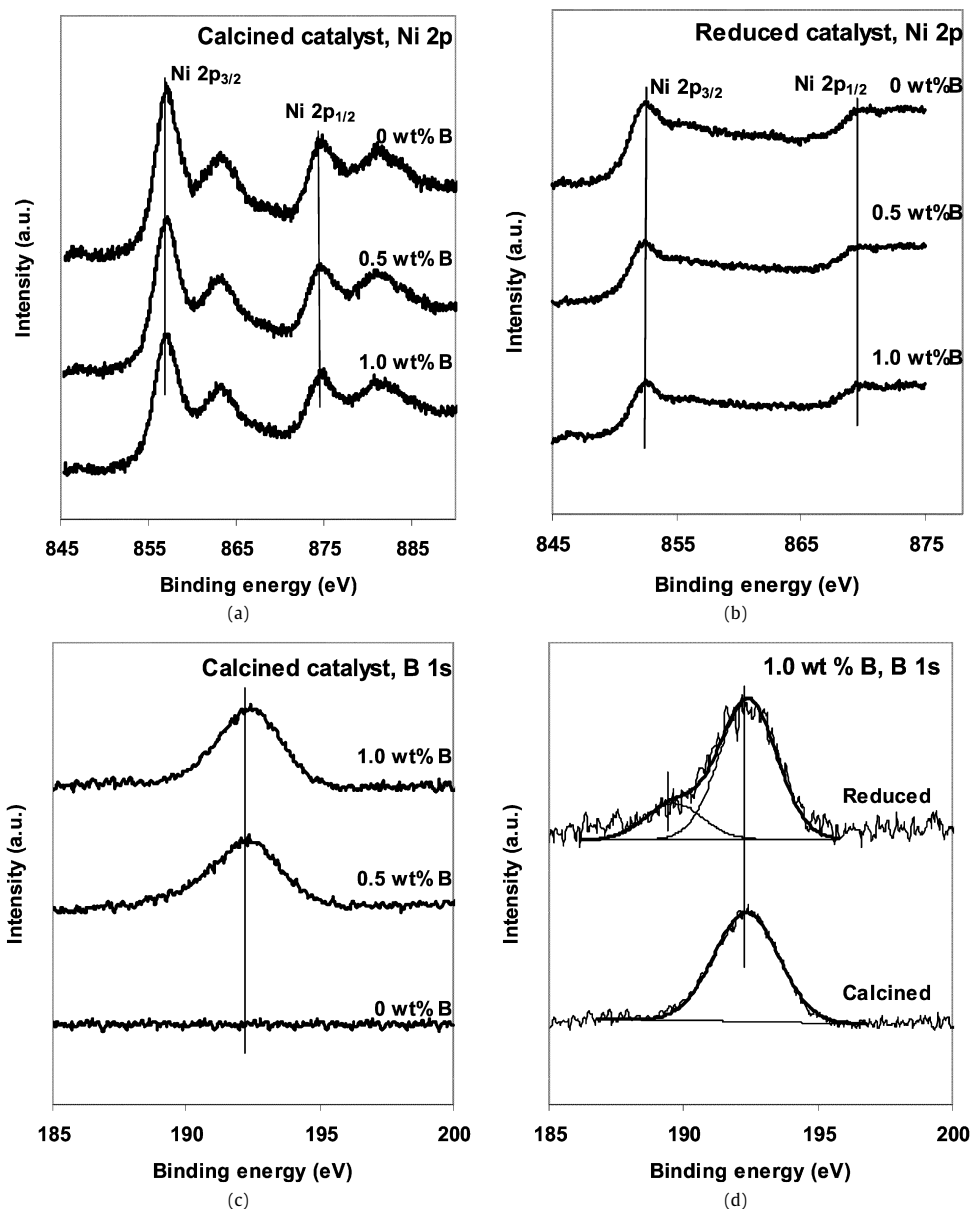 Calcined catalyst, Ni 2p
Ni 2p3/2
Ni 2p1/2
0 wt% B
0.5 wt% B
1.0 wt% B
Intensity (a.u.)
845 855 865 875 885
Binding energy (eV)
(a)
Reduced catalyst, Ni 2p
Ni 2p3/2
Ni 2p1/2
0 wt%B
0.5 wt%B
1.0 wt%B
Intensity (a.u.)
845 855 865 875
Binding energy (eV)
(b)
Calcined catalyst, B 1s
1.0 wt% B
0.5 wt% B
0 wt% B
Intensity (a.u.)
185 190 195 200
Binding energy (eV)
(c)
1.0 wt % B, B 1s
Reduced
Calcined
Intensity (a.u.)
185 190 195 200
Binding energy (eV)
(d)